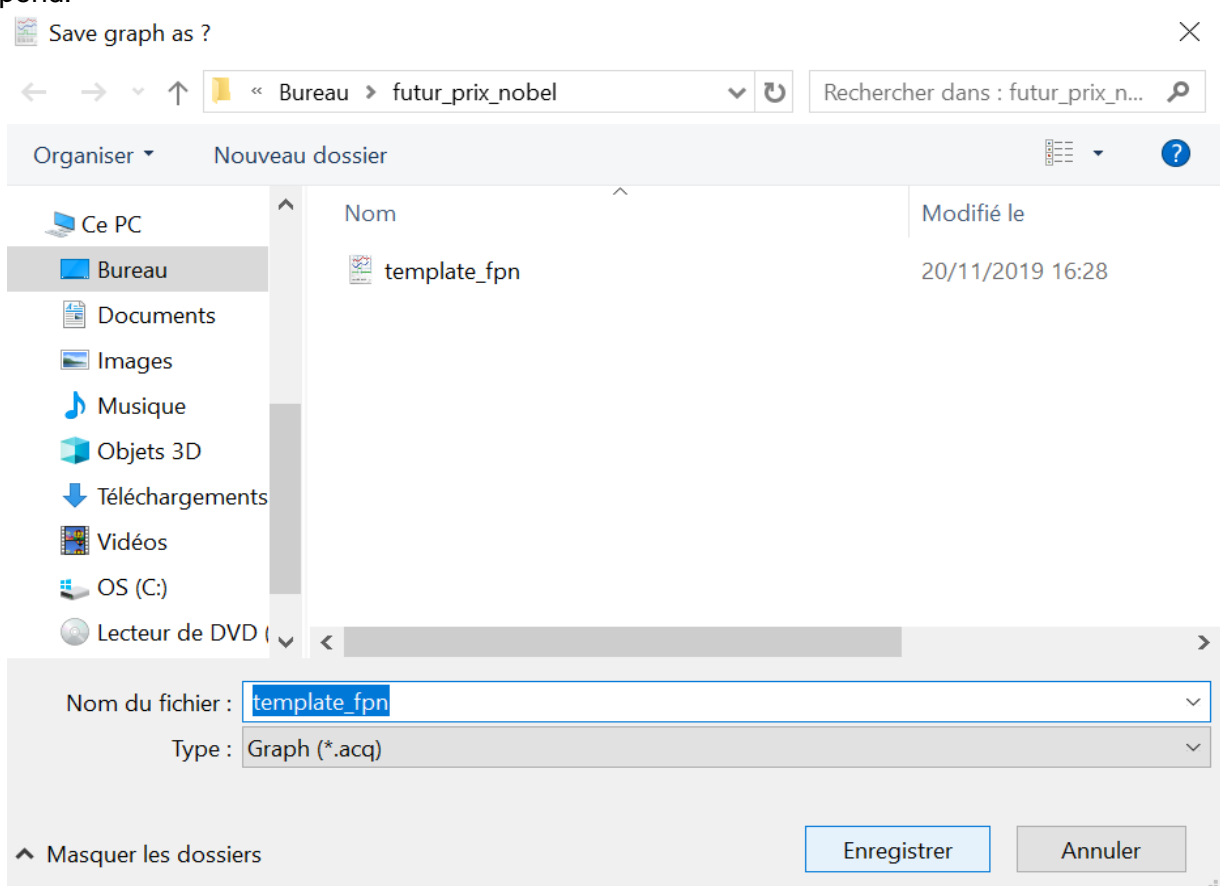 Save graph as ?
« Bureau > futur_prix_nobel
Rechercher dans : futur_prix_n...
Organiser
Nouveau dossier
?
Nom
Modifié le
Ce PC
Bureau
Documents
Images
Musique
Objets 3D
Téléchargements
Vidéos
OS (C:)
Lecteur de DVD (
template_fpn
20/11/2019 16:28
Nom du fichier : template_fpn
Type : Graph (*.acq)
Masquer les dossiers
Enregistrer
Annuler